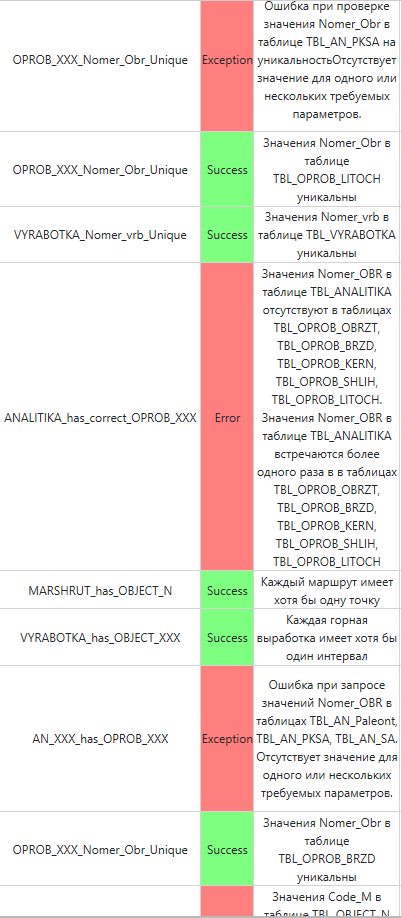 Ошибка при проверке
значения Nomer_Obr в
таблице TBL_AN_PKSA на
OPROB_XXX_Nomer_Obr_Unique
Exception
уникальностьОтсутствует
значение для одного или
нескольких требуемых
параметров.
Значения Nomer_Obr в
OPROB_XXX_Nomer_Obr_Unique
Success
таблице
TBL_OPROB_LITOCH
уникальны
VYRABOTKA_Nomer_vrb_Unique
Success
Значения Nomer_vrb в
таблице TBL_VYRABOTKA
уникальны
Значения Nomer_OBR в
таблице TBL_ANALITIKA
отсутствуют в таблицах
TBL_OPROB_OBRZT,
TBL_OPROB_BRZD,
TBL_OPROB_KERN,
TBL_OPROB_SHLIH,
TBL_OPROB_LITOCH.
ANALITIKA_has_correct_OPROB_XXX
Error
Значения Nomer_OBR в
таблице TBL_ANALITIKA
встречаются более
одного раза в в таблицах
TBL_OPROB_OBRZT,
TBL_OPROB_BRZD,
TBL_OPROB_KERN,
TBL_OPROB_SHLIH,
TBL_OPROB_LITOCH
MARSHRUT_has_OBJECT_N
Success
Каждый маршрут имеет
хотя бы одну точку
VYRABOTKA_has_OBJECT_XXX
Success
Каждая горная
выработка имеет хотя бы
один интервал
Ошибка при запросе
значений Nomer_OBR в
таблицах TBL_AN_Paleont,
AN_XXX_has_OPROB_XXX
Exception
TBL_AN_PKSA, TBL_AN_SA.
Отсутствует значение для
одного или нескольких
требуемых параметров.
Значения Nomer_Obr в
OPROB_XXX_Nomer_Obr_Unique
Success
таблице
TBL_OPROB_BRZD
уникальны
Значения Code_M в
таблице TBL_OBJECT_N